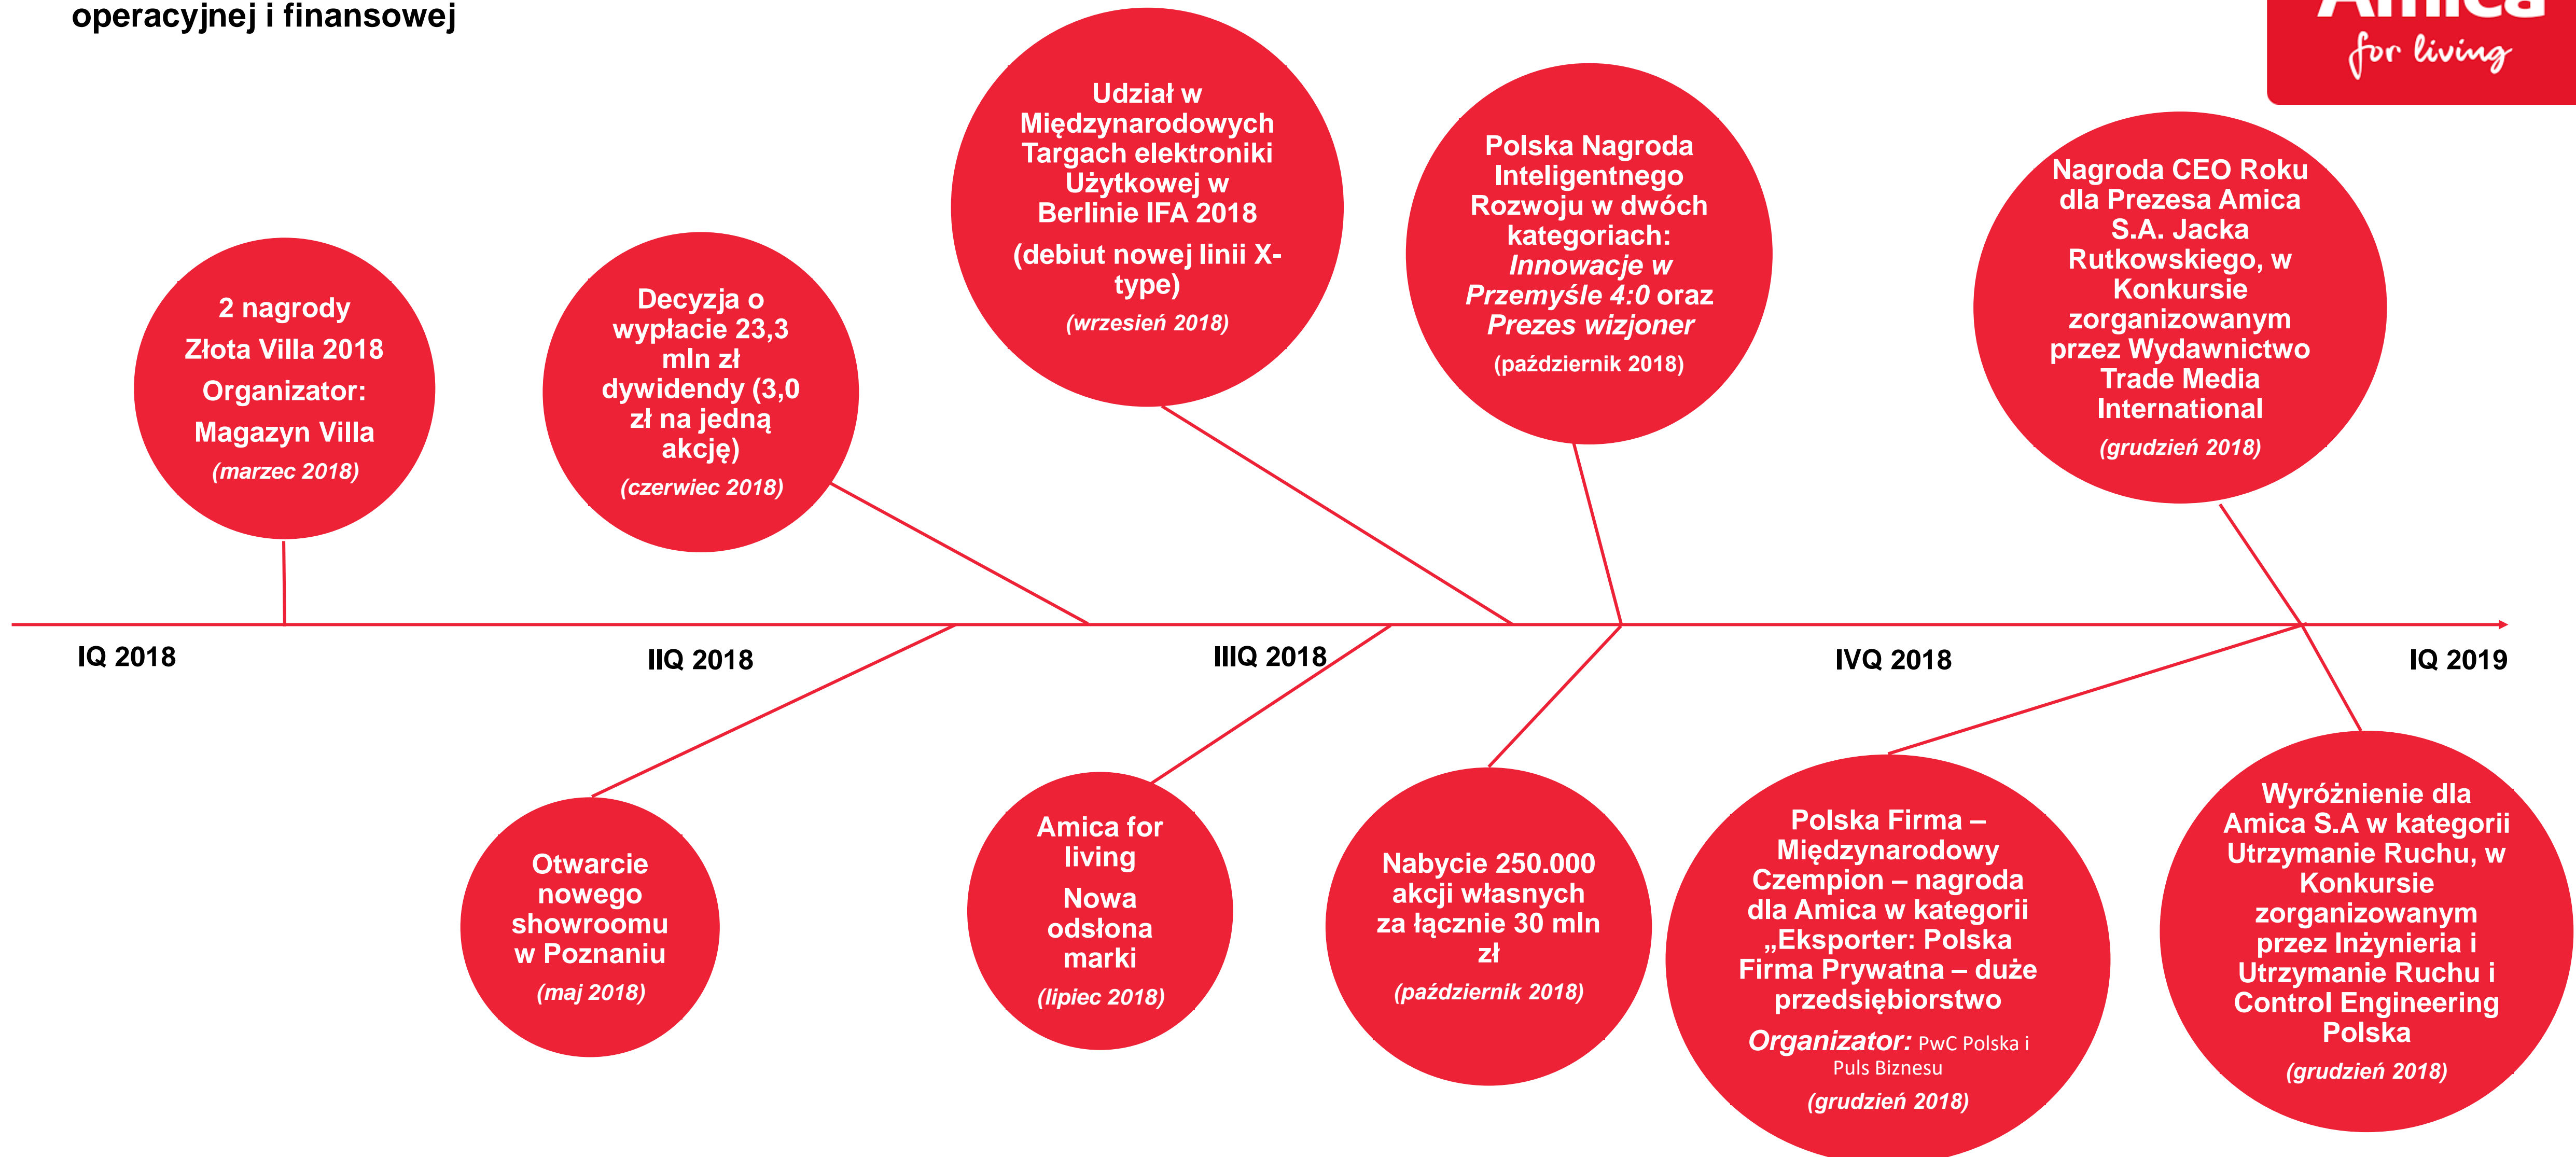 operacyjnej i finansowej
Amica
for living
2 nagrody
Złota Villa 2018
Organizator:
Magazyn Villa
(marzec 2018)
Decyzja o
wypłacie 23,3
mln zł
dywidendy (3,0
zł na jedną
akcję)
(czerwiec 2018)
Udział w
Międzynarodowych
Targach elektroniki
Użytkowej w
Berlinie IFA 2018
(debiut nowej linii X-
type)
(wrzesień 2018)
Polska Nagroda
Inteligentnego
Rozwoju w dwóch
kategoriach:
Innowacje w
Przemyśle 4:0 oraz
Prezes wizjoner
(październik 2018)
Nagroda CEO Roku
dla Prezesa Amica
S.A. Jacka
Rutkowskiego, w
Konkursie
zorganizowanym
przez Wydawnictwo
Trade Media
International
(grudzień 2018)
IQ 2018
IIQ 2018
IIIQ 2018
IVQ 2018
IQ 2019
Otwarcie
nowego
showroomu
w Poznaniu
(maj 2018)
Amica for
living
Nowa
odsłona
marki
(lipiec 2018)
Nabycie 250.000
akcji własnych
za łącznie 30 mln
zł
(październik 2018)
Polska Firma –
Międzynarodowy
Czempion – nagroda
dla Amica w kategorii
„Eksporter: Polska
Firma Prywatna – duże
przedsiębiorstwo
Organizator: PwC Polska i
Puls Biznesu
(grudzień 2018)
Wyróżnienie dla
Amica S.A w kategorii
Utrzymanie Ruchu, w
Konkursie
zorganizowanym
przez Inżynieria i
Utrzymanie Ruchu i
Control Engineering
Polska
(grudzień 2018)